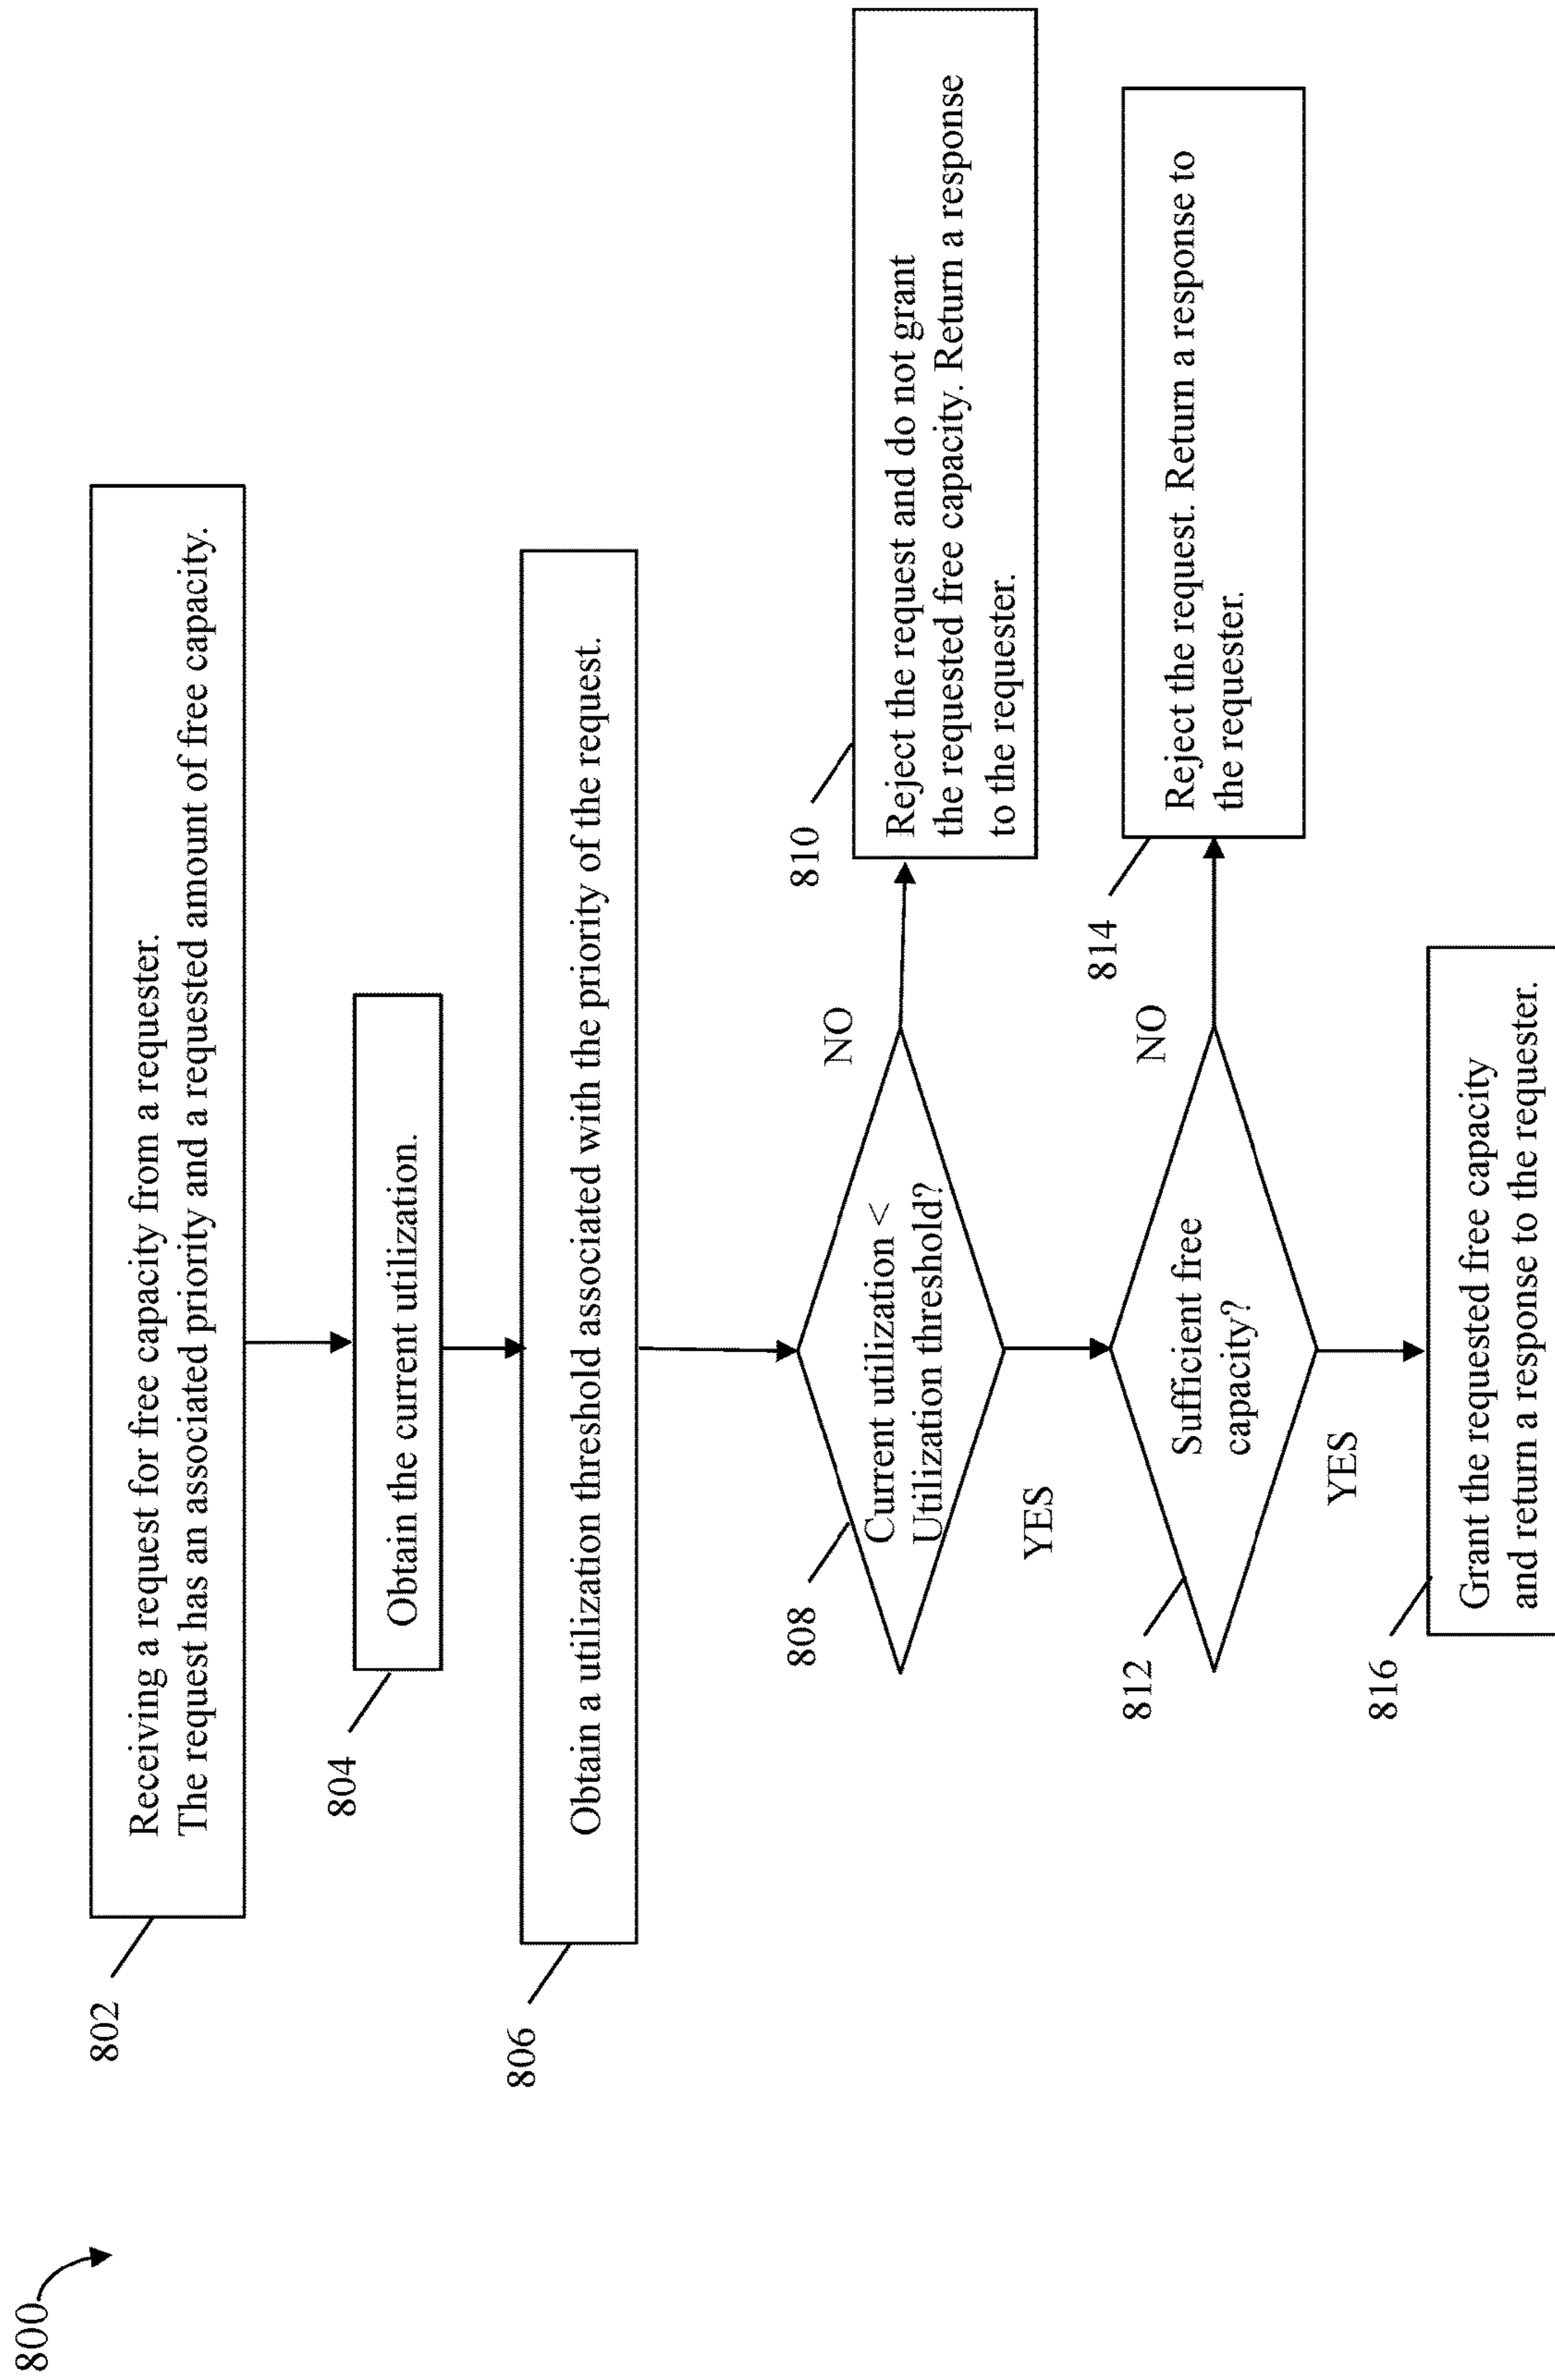 800
802
Receiving a request for free capacity from a requester.
The request has an associated priority and a requested amount of free capacity.
804
Obtain the current utilization.
806
Obtain a utilization threshold associated with the priority of the request.
808
Current utilization <
Utilization threshold?
NO
810
Reject the request and do not grant
the requested free capacity. Return a response
to the requester.
YES
812
Sufficient free
capacity?
NO
814
Reject the request. Return a response to
the requester.
YES
816
Grant the requested free capacity
and return a response to the requester.